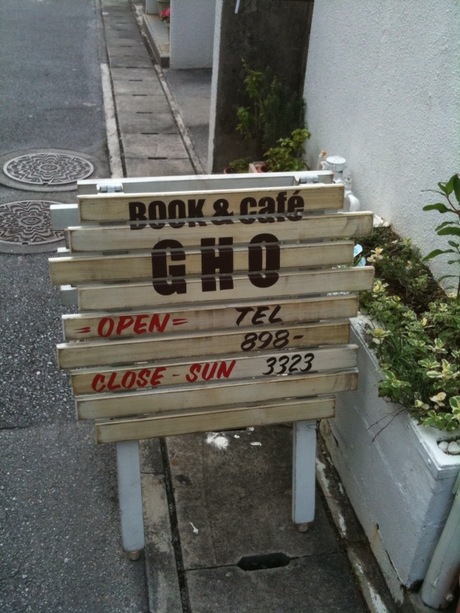 BOOK & café
GHO
=OPEN= TEL
898-
CLOSE-SUN 3323